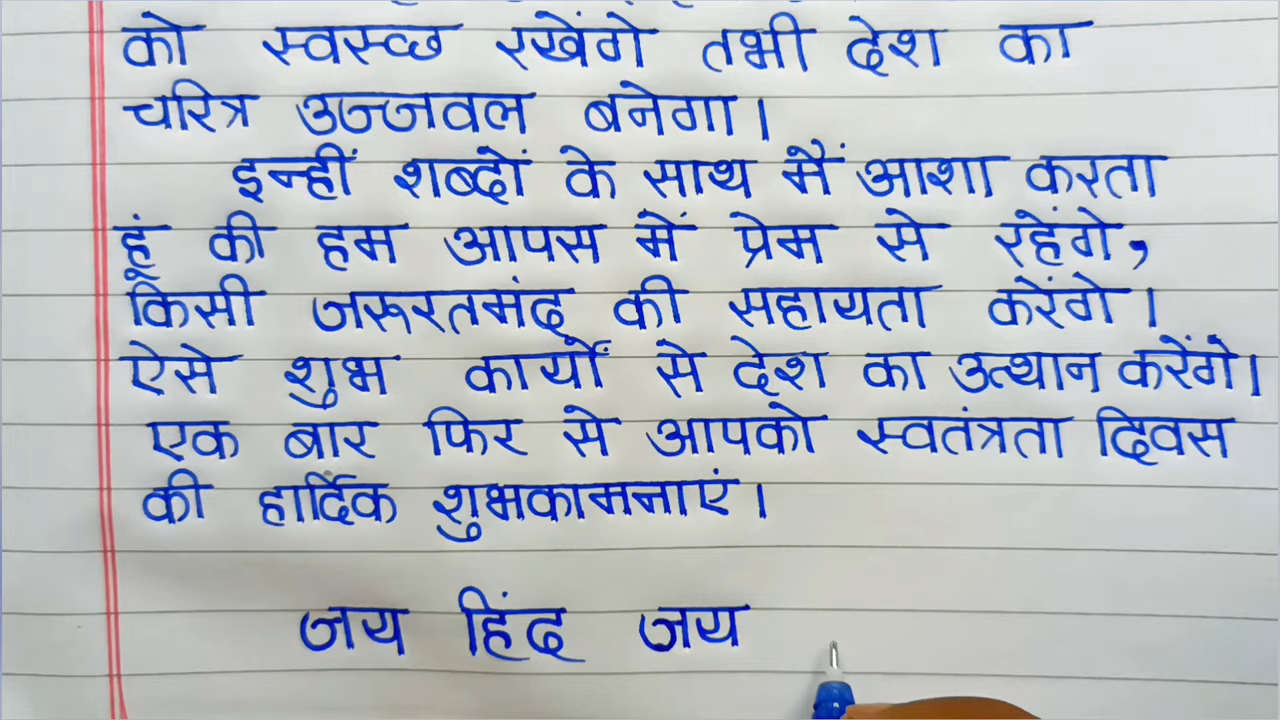 को स्वस्च्छ रखेंगे तभी देश का
चरित्र उज्जवल बनेगा।
इन्हीं शब्दों के साथ मैं आशा करता
हूं की हम आपस में प्रेम से रहेंगे,
किसी जरूरतमंद की सहायता करेंगे।
ऐसे शुभ कार्यों से देश का उत्थान करेंगे।
एक बार फिर से आपको स्वतंत्रता दिवस
की हार्दिक शुभकामनाएं।
जय हिंद जय